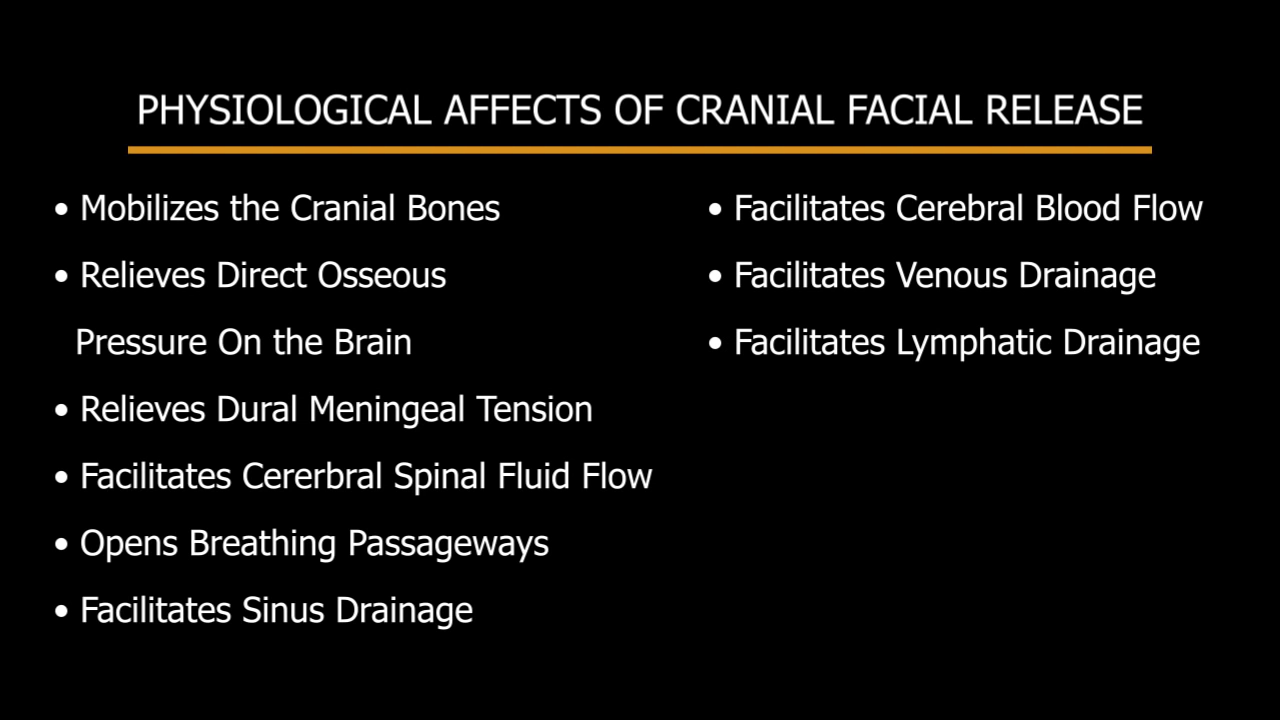 PHYSIOLOGICAL AFFECTS OF CRANIAL FACIAL RELEASE
• Mobilizes the Cranial Bones
• Relieves Direct Osseous
Pressure On the Brain
• Relieves Dural Meningeal Tension
• Facilitates Cererbral Spinal Fluid Flow
• Opens Breathing Passageways
• Facilitates Sinus Drainage
• Facilitates Cerebral Blood Flow
• Facilitates Venous Drainage
• Facilitates Lymphatic Drainage